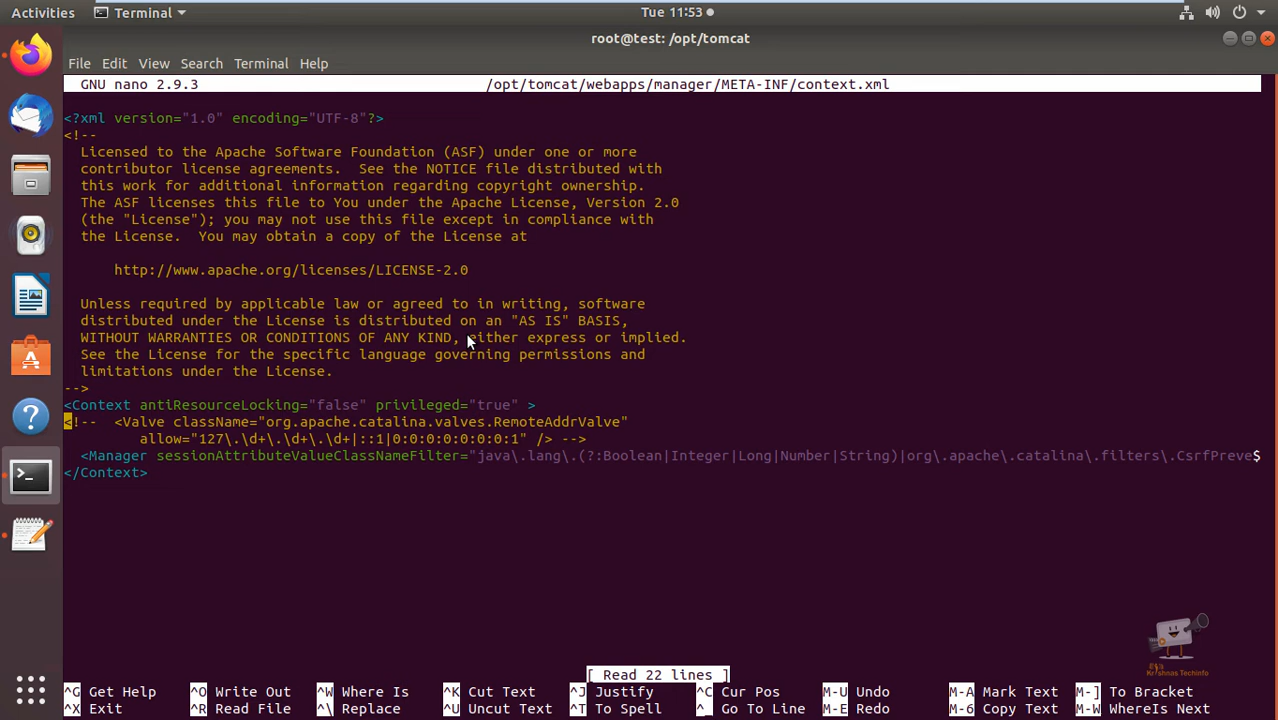 Activities Terminal Tue 11:53
root@test: /opt/tomcat
File Edit View Search Terminal Help
GNU nano 2.9.3 /opt/tomcat/webapps/manager/META-INF/context.xml
<?xml version="1.0" encoding="UTF-8"?>
<!--
Licensed to the Apache Software Foundation (ASF) under one or more
contributor license agreements.  See the NOTICE file distributed with
this work for additional information regarding copyright ownership.
The ASF licenses this file to You under the Apache License, Version 2.0
(the "License"); you may not use this file except in compliance with
the License.  You may obtain a copy of the License at
http://www.apache.org/licenses/LICENSE-2.0
Unless required by applicable law or agreed to in writing, software
distributed under the License is distributed on an "AS IS" BASIS,
WITHOUT WARRANTIES OR CONDITIONS OF ANY KIND, either express or implied.
See the License for the specific language governing permissions and
limitations under the License.
-->
<Context antiResourceLocking="false" privileged="true" >
<!--  <Valve className="org.apache.catalina.valves.RemoteAddrValve"
allow="127\.\d+\.\d+\.\d+|::1|0:0:0:0:0:0:0:1" /> -->
<Manager sessionAttributeValueClassNameFilter="java\.lang\.(?:Boolean|Integer|Long|Number|String)|org\.apache\.catalina\.filters\.CsrfPreve$
</Context>
[ Read 22 lines ]
^G Get Help ^O Write Out ^W Where Is ^K Cut Text ^J Justify ^C Cur Pos M-U Undo M-A Mark Text M-] To Bracket
^X Exit ^R Read File ^\ Replace ^U Uncut Text ^T To Spell ^_ Go To Line M-E Redo M-6 Copy Text M-W WhereIs Next
Krishnas Techinfo